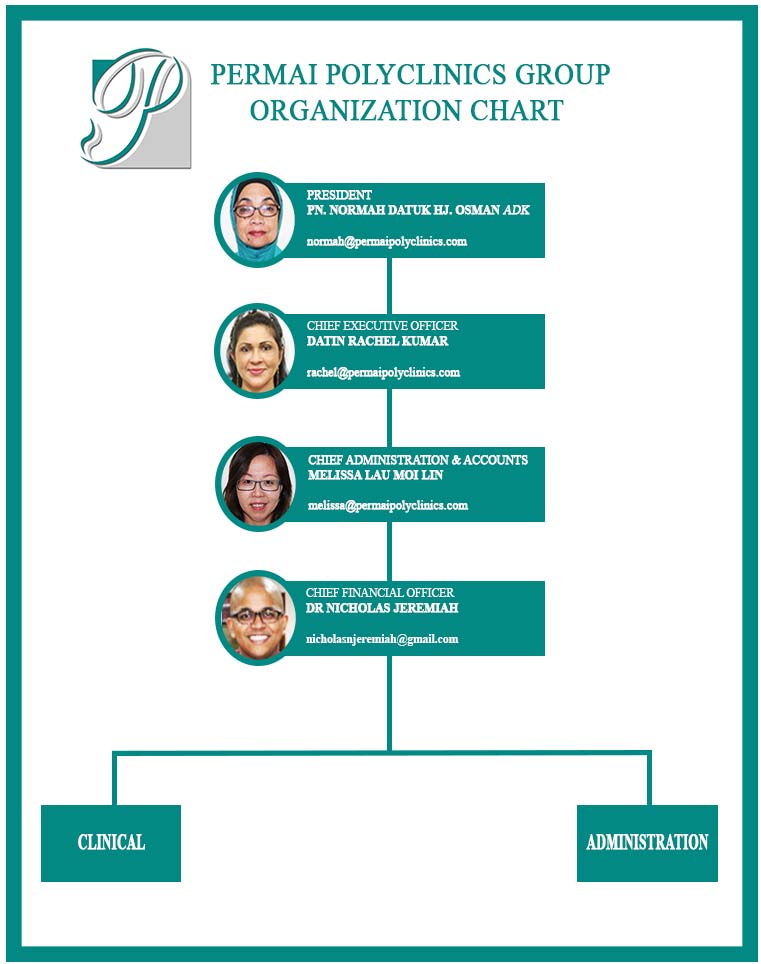 PERMAI POLYCLINICS GROUP
ORGANIZATION CHART
PRESIDENT
PN. NORMAH DATUK HJ. OSMAN ADK
normah@permaipolyclinics.com
CHIEF EXECUTIVE OFFICER
DATIN RACHEL KUMAR
rachel@permaipolyclinics.com
CHIEF ADMINISTRATION & ACCOUNTS
MELISSA LAU MOI LIN
melissa@permaipolyclinics.com
CHIEF FINANCIAL OFFICER
DR NICHOLAS JEREMIAH
nicholasnjeremiah@gmail.com
CLINICAL
ADMINISTRATION